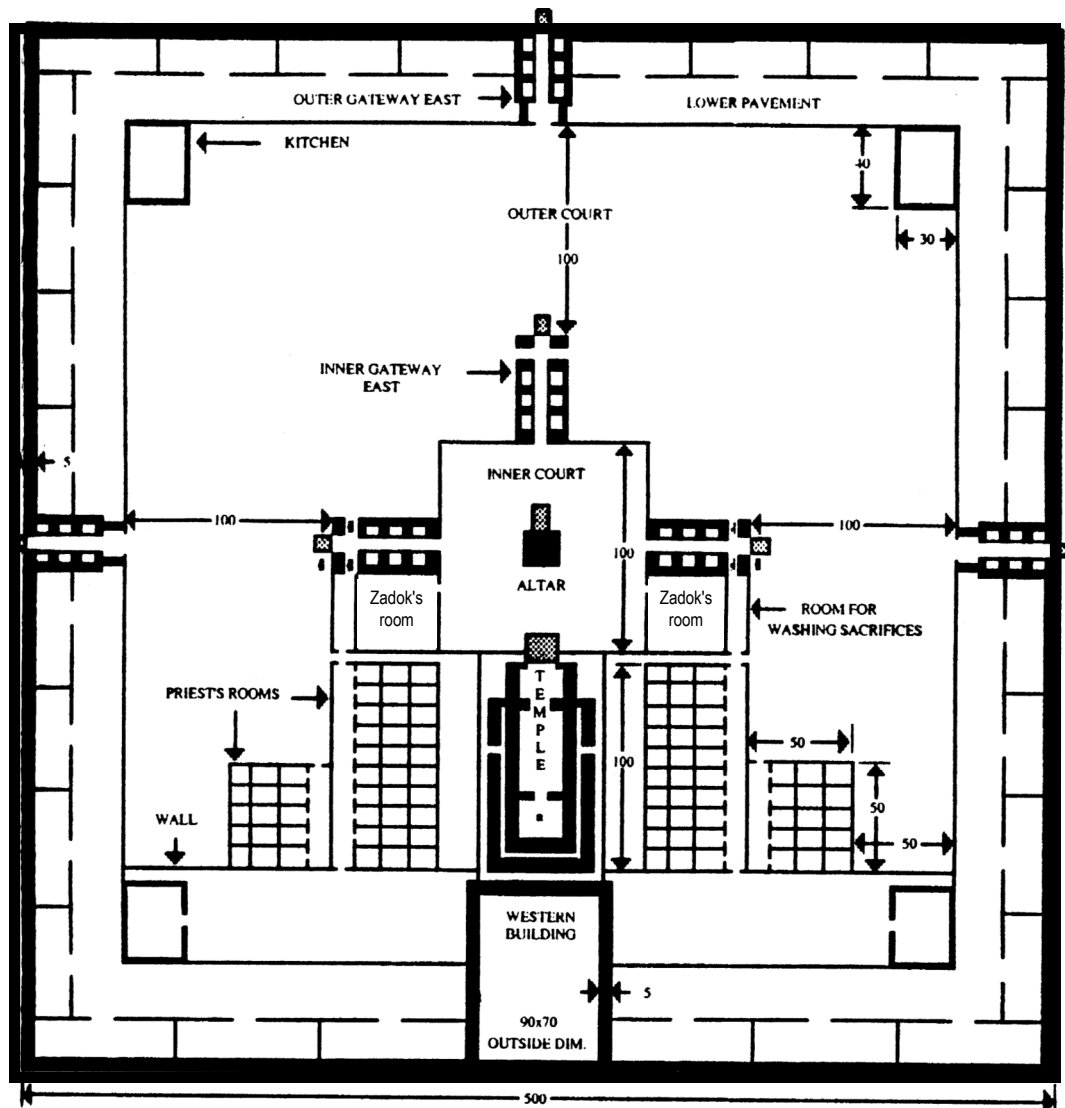 OUTER GATEWAY EAST
LOWER PAVEMENT
KITCHEN
40
OUTER COURT
30
100
INNER GATEWAY
EAST
5
INNER COURT
100
100
100
ALTAR
Zadok's
room
Zadok's
room
ROOM FOR
WASHING SACRIFICES
TEMPLE
PRIEST'S ROOMS
50
100
50
WALL
50
WESTERN
BUILDING
5
90x70
OUTSIDE DIM.
500